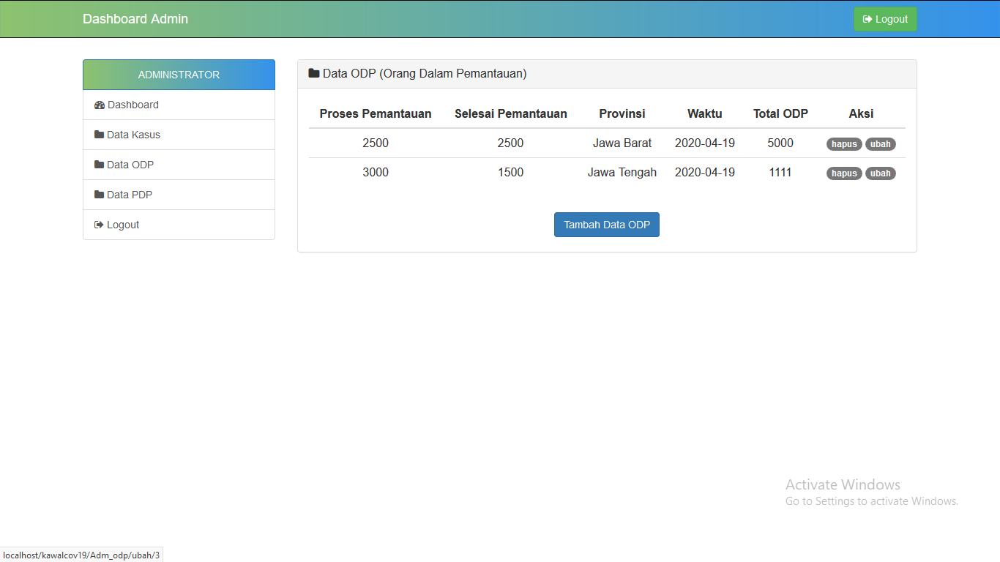 Dashboard Admin
Logout
ADMINISTRATOR
Dashboard
Data Kasus
Data ODP
Data PDP
Logout
Data ODP (Orang Dalam Pemantauan)
Proses Pemantauan Selesai Pemantauan Provinsi Waktu Total ODP Aksi
2500 2500 Jawa Barat 2020-04-19 5000 hapus ubah
3000 1500 Jawa Tengah 2020-04-19 1111 hapus ubah
Tambah Data ODP
Activate Windows
Go to Settings to activate Windows.
localhost/kawalcov19/Adm_odp/ubah/3